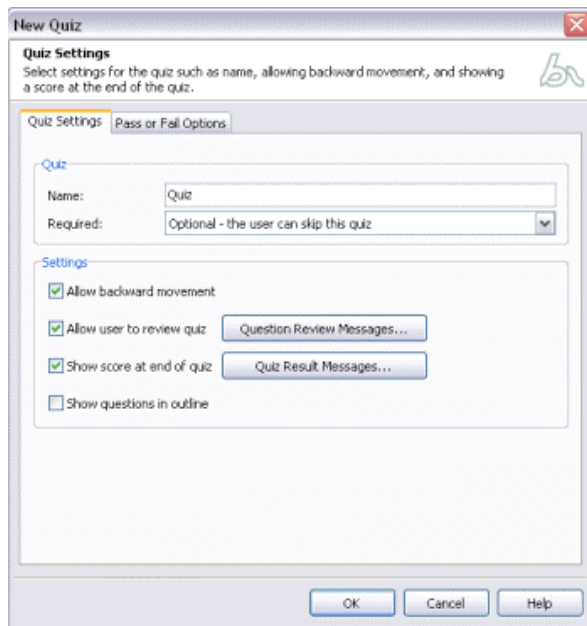 New Quiz
Quiz Settings
Select settings for the quiz such as name, allowing backward movement, and showing
a score at the end of the quiz.
Quiz Settings
Pass or Fail Options
Quiz
Name:
Quiz
Required:
Optional - the user can skip this quiz
Settings
Allow backward movement
Allow user to review quiz
Question Review Messages...
Show score at end of quiz
Quiz Result Messages...
Show questions in outline
OK
Cancel
Help